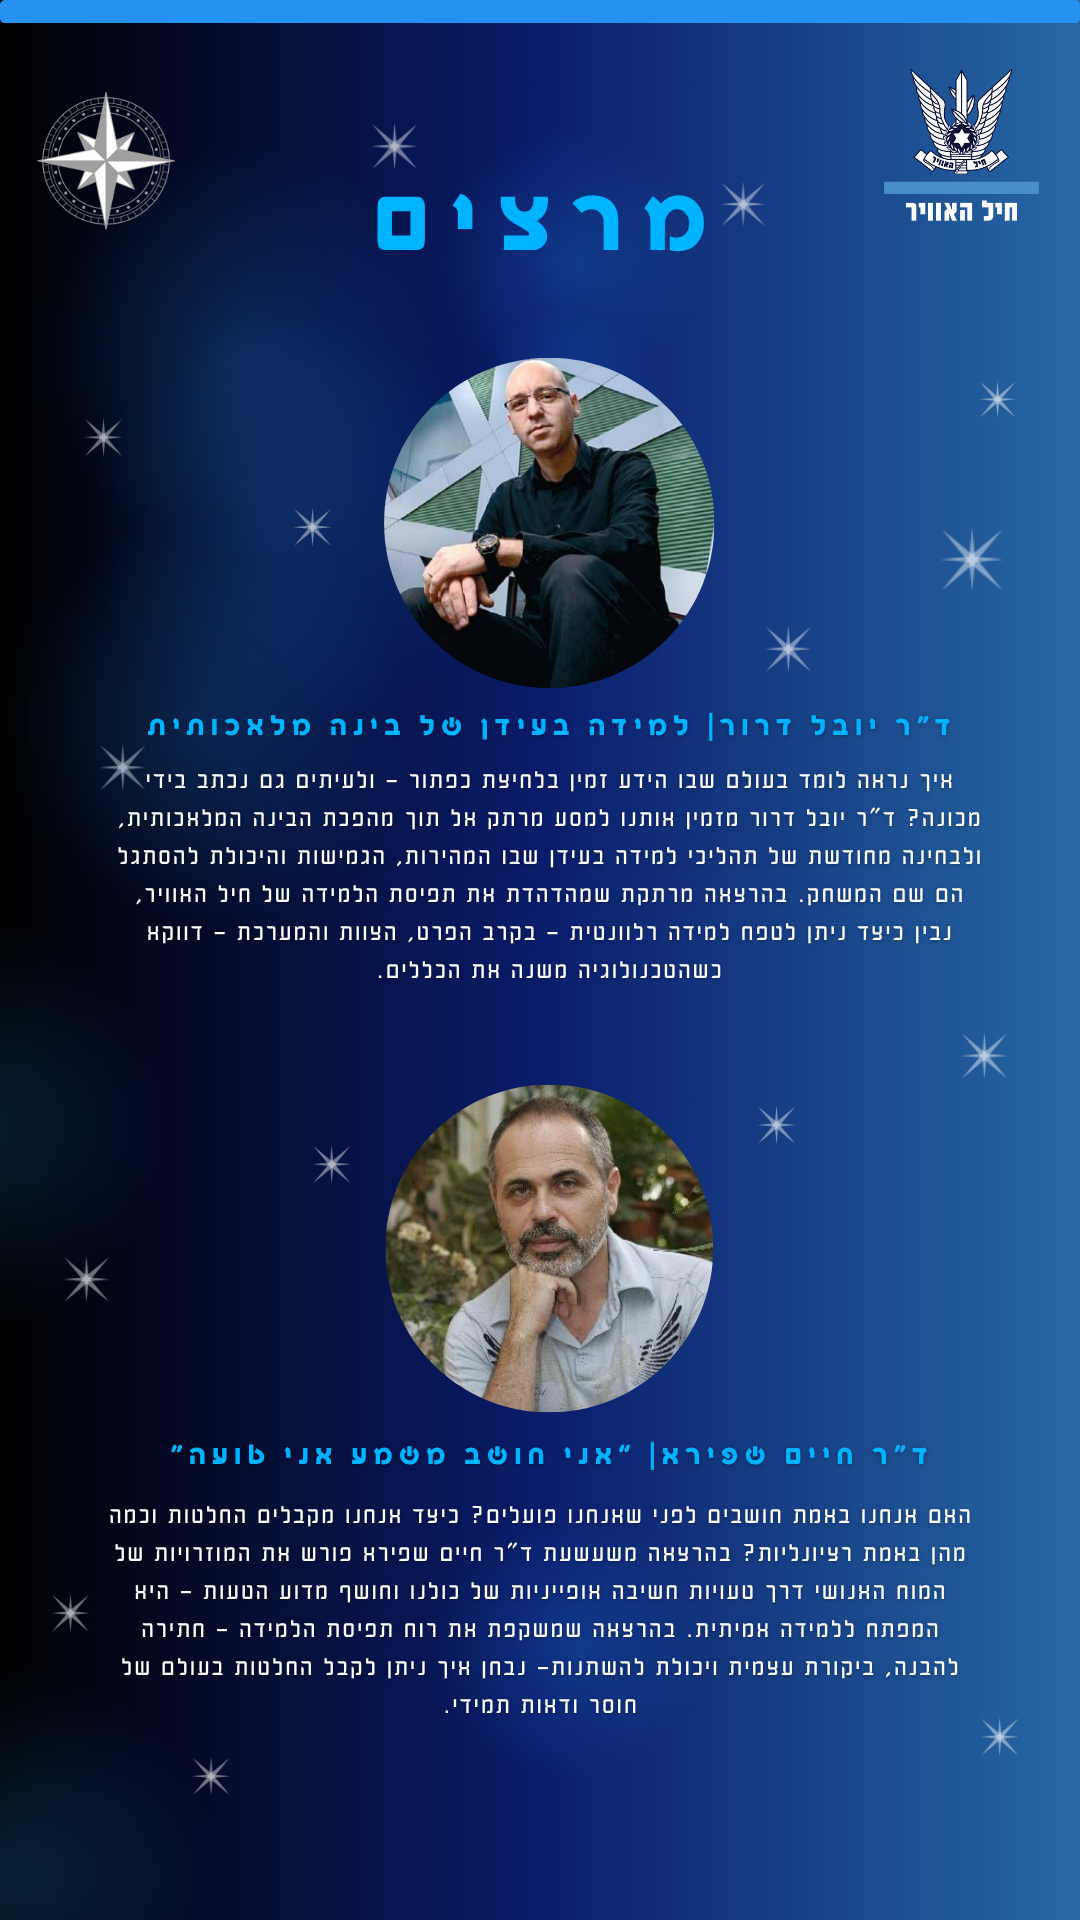 חיל האוויר
חיל האוויר
מרצים
ד"ר יובל דרור| למידה בעידן של בינה מלאכותית
איך נראה לומד בעולם שבו הידע זמין בלחיצת כפתור – ולעיתים גם נכתב בידי
מכונה? ד"ר יובל דרור מזמין אותנו למסע מרתק אל תוך מהפכת הבינה המלאכותית,
ולבחינה מחודשת של תהליכי למידה בעידן שבו המהירות, הגמישות והיכולת להסתגל
הם שם המשחק. בהרצאה מרתקת שמהדהדת את תפיסת הלמידה של חיל האוויר,
נבין כיצד ניתן לטפח למידה רלוונטית – בקרב הפרט, הצוות והמערכת – דווקא
כשהטכנולוגיה משנה את הכללים.
ד"ר חיים שפירא| "אני חושב משמע אני טועה"
האם אנחנו באמת חושבים לפני שאנחנו פועלים? כיצד אנחנו מקבלים החלטות וכמה
מהן באמת רציונליות? בהרצאה משעשעת ד"ר חיים שפירא פורש את המוזרויות של
המוח האנושי דרך טעויות חשיבה אופייניות של כולנו וחושף מדוע הטעות – היא
המפתח ללמידה אמיתית. בהרצאה שמשקפת את רוח תפיסת הלמידה – חתירה
להבנה, ביקורת עצמית ויכולת להשתנות– נבחן איך ניתן לקבל החלטות בעולם של
חוסר ודאות תמידי.